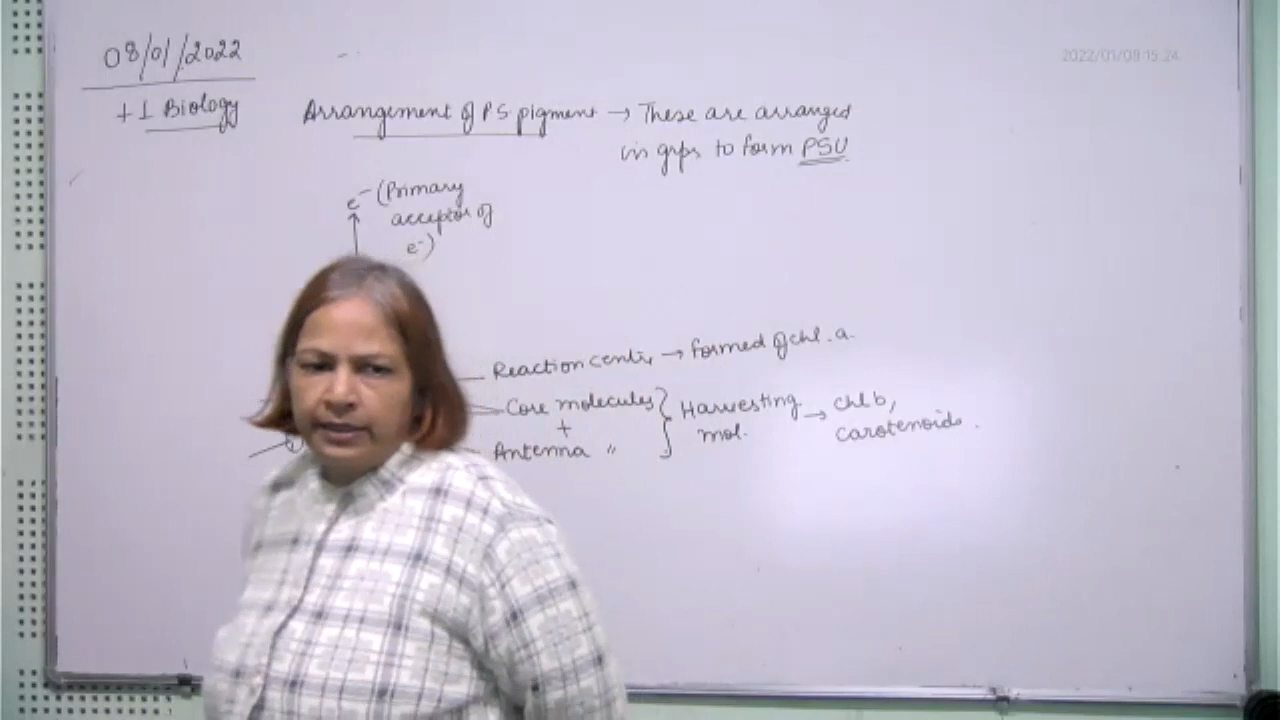 08/01/2022
2022/01/08 15:24
+1 Biology
Arrangement of PS pigment → These are arranged
in grps to form PSU
e⁻ (Primary
acceptor of
e⁻)
Reaction centre → formed of chl. a.
Core molecules } Harvesting → chl b,
+ mol. carotenoids.
Antenna "